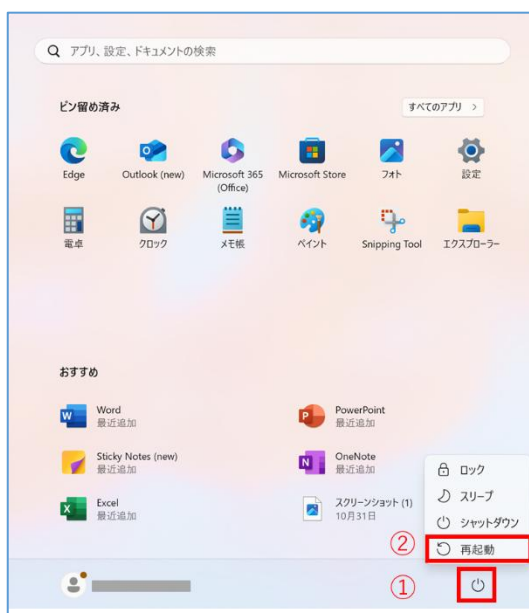 アプリ、設定、ドキュメントの検索
ピン留め済み
すべてのアプリ >
Edge
Outlook (new)
Microsoft 365
(Office)
Microsoft Store
フォト
設定
電卓
クロック
メモ帳
ペイント
Snipping Tool
エクスプローラー
おすすめ
Word
最近追加
PowerPoint
最近追加
Sticky Notes (new)
最近追加
OneNote
最近追加
Excel
最近追加
スクリーンショット (1)
10月31日
ロック
スリープ
シャットダウン
② 再起動
①